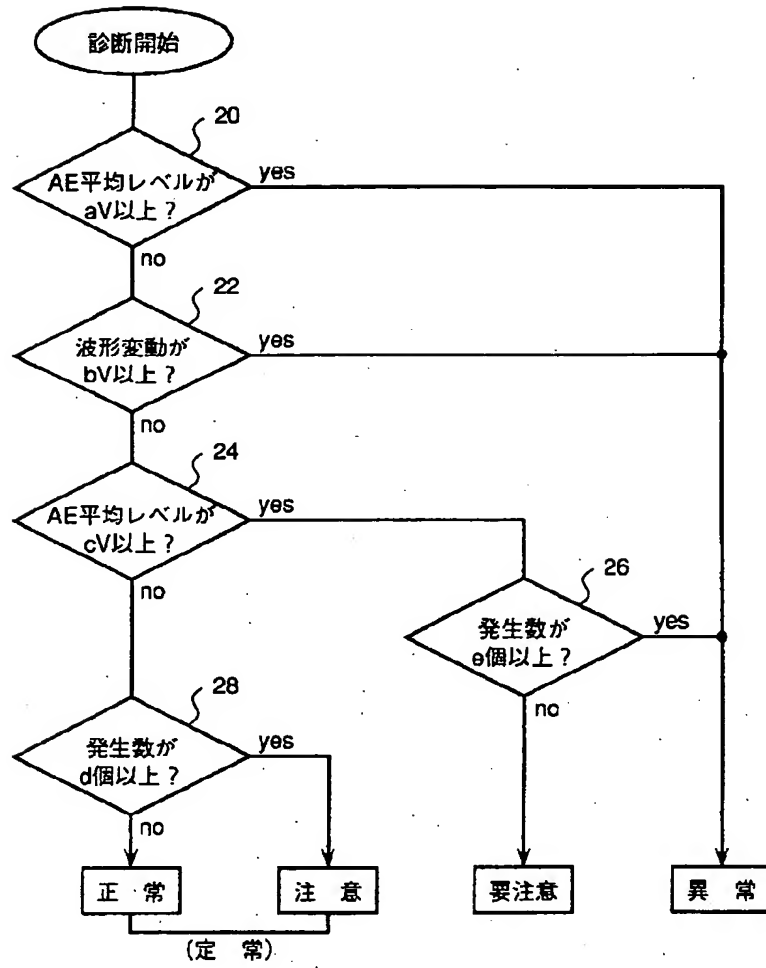 診断開始
20
AE平均レベルが
aV以上？
yes
no
22
波形変動が
bV以上？
yes
no
24
AE平均レベルが
cV以上？
yes
no
26
発生数が
e個以上？
yes
no
28
発生数が
d個以上？
yes
no
正常
注意
要注意
異常
(定常)